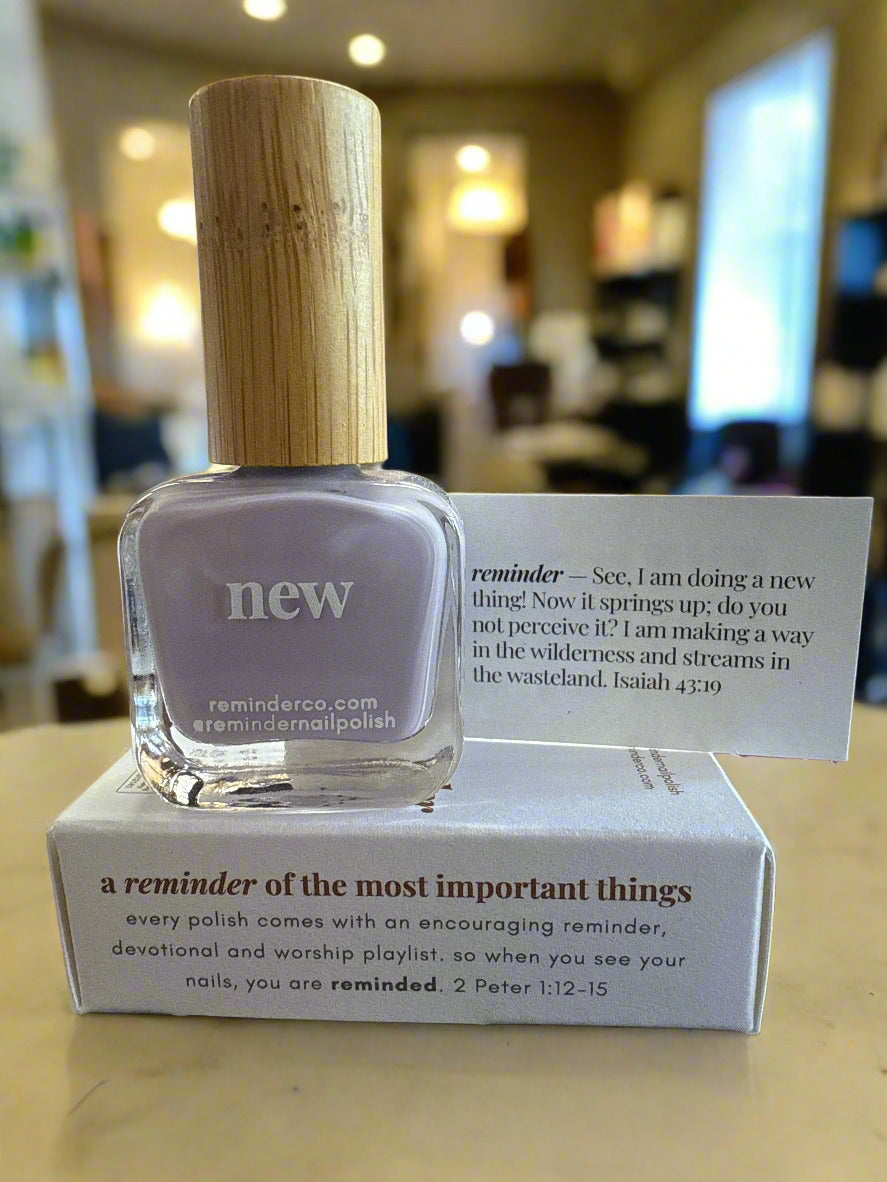 new
reminderco.com
@remindernailpolish
reminder — See, I am doing a new
thing! Now it springs up; do you
not perceive it? I am making a way
in the wilderness and streams in
the wasteland. Isaiah 43:19
a reminder of the most important things
every polish comes with an encouraging reminder,
devotional and worship playlist. so when you see your
nails, you are reminded. 2 Peter 1:12-15